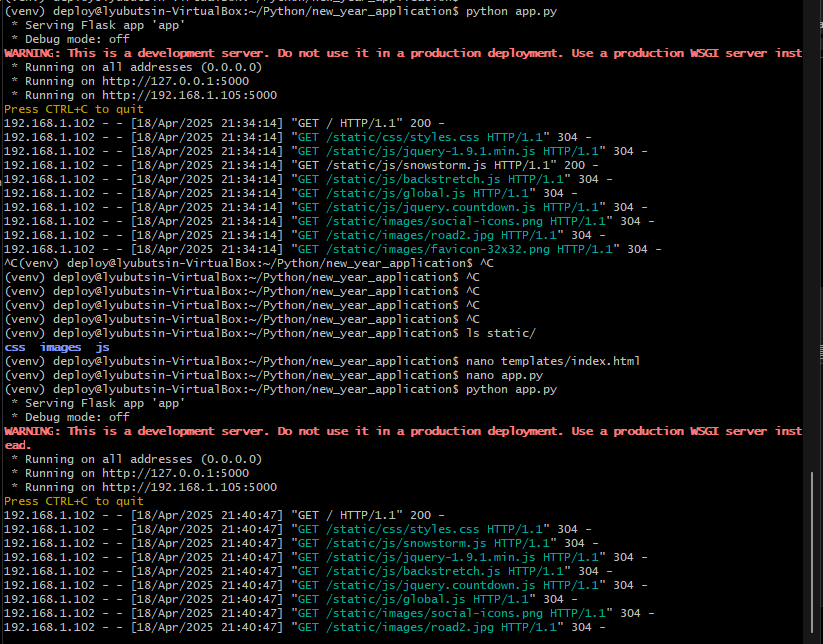 (venv) deploy@lyubutsin-VirtualBox:~/Python/new_year_application$ python app.py
 * Serving Flask app 'app'
 * Debug mode: off
WARNING: This is a development server. Do not use it in a production deployment. Use a production WSGI server inst
 * Running on all addresses (0.0.0.0)
 * Running on http://127.0.0.1:5000
 * Running on http://192.168.1.105:5000
Press CTRL+C to quit
192.168.1.102 - - [18/Apr/2025 21:34:14] "GET / HTTP/1.1" 200 -
192.168.1.102 - - [18/Apr/2025 21:34:14] "GET /static/css/styles.css HTTP/1.1" 304 -
192.168.1.102 - - [18/Apr/2025 21:34:14] "GET /static/js/jquery-1.9.1.min.js HTTP/1.1" 304 -
192.168.1.102 - - [18/Apr/2025 21:34:14] "GET /static/js/snowstorm.js HTTP/1.1" 200 -
192.168.1.102 - - [18/Apr/2025 21:34:14] "GET /static/js/backstretch.js HTTP/1.1" 304 -
192.168.1.102 - - [18/Apr/2025 21:34:14] "GET /static/js/global.js HTTP/1.1" 304 -
192.168.1.102 - - [18/Apr/2025 21:34:14] "GET /static/js/jquery.countdown.js HTTP/1.1" 304 -
192.168.1.102 - - [18/Apr/2025 21:34:14] "GET /static/images/social-icons.png HTTP/1.1" 304 -
192.168.1.102 - - [18/Apr/2025 21:34:14] "GET /static/images/road2.jpg HTTP/1.1" 304 -
192.168.1.102 - - [18/Apr/2025 21:34:14] "GET /static/images/favicon-32x32.png HTTP/1.1" 304 -
^C(venv) deploy@lyubutsin-VirtualBox:~/Python/new_year_application$ ^C
(venv) deploy@lyubutsin-VirtualBox:~/Python/new_year_application$ ^C
(venv) deploy@lyubutsin-VirtualBox:~/Python/new_year_application$ ^C
(venv) deploy@lyubutsin-VirtualBox:~/Python/new_year_application$ ^C
(venv) deploy@lyubutsin-VirtualBox:~/Python/new_year_application$ ^C
(venv) deploy@lyubutsin-VirtualBox:~/Python/new_year_application$ ls static/
css  images  js
(venv) deploy@lyubutsin-VirtualBox:~/Python/new_year_application$ nano templates/index.html
(venv) deploy@lyubutsin-VirtualBox:~/Python/new_year_application$ nano app.py
(venv) deploy@lyubutsin-VirtualBox:~/Python/new_year_application$ python app.py
 * Serving Flask app 'app'
 * Debug mode: off
WARNING: This is a development server. Do not use it in a production deployment. Use a production WSGI server inst
ead.
 * Running on all addresses (0.0.0.0)
 * Running on http://127.0.0.1:5000
 * Running on http://192.168.1.105:5000
Press CTRL+C to quit
192.168.1.102 - - [18/Apr/2025 21:40:47] "GET / HTTP/1.1" 200 -
192.168.1.102 - - [18/Apr/2025 21:40:47] "GET /static/css/styles.css HTTP/1.1" 304 -
192.168.1.102 - - [18/Apr/2025 21:40:47] "GET /static/js/snowstorm.js HTTP/1.1" 304 -
192.168.1.102 - - [18/Apr/2025 21:40:47] "GET /static/js/jquery-1.9.1.min.js HTTP/1.1" 304 -
192.168.1.102 - - [18/Apr/2025 21:40:47] "GET /static/js/backstretch.js HTTP/1.1" 304 -
192.168.1.102 - - [18/Apr/2025 21:40:47] "GET /static/js/jquery.countdown.js HTTP/1.1" 304 -
192.168.1.102 - - [18/Apr/2025 21:40:47] "GET /static/js/global.js HTTP/1.1" 304 -
192.168.1.102 - - [18/Apr/2025 21:40:47] "GET /static/images/social-icons.png HTTP/1.1" 304 -
192.168.1.102 - - [18/Apr/2025 21:40:47] "GET /static/images/road2.jpg HTTP/1.1" 304 -